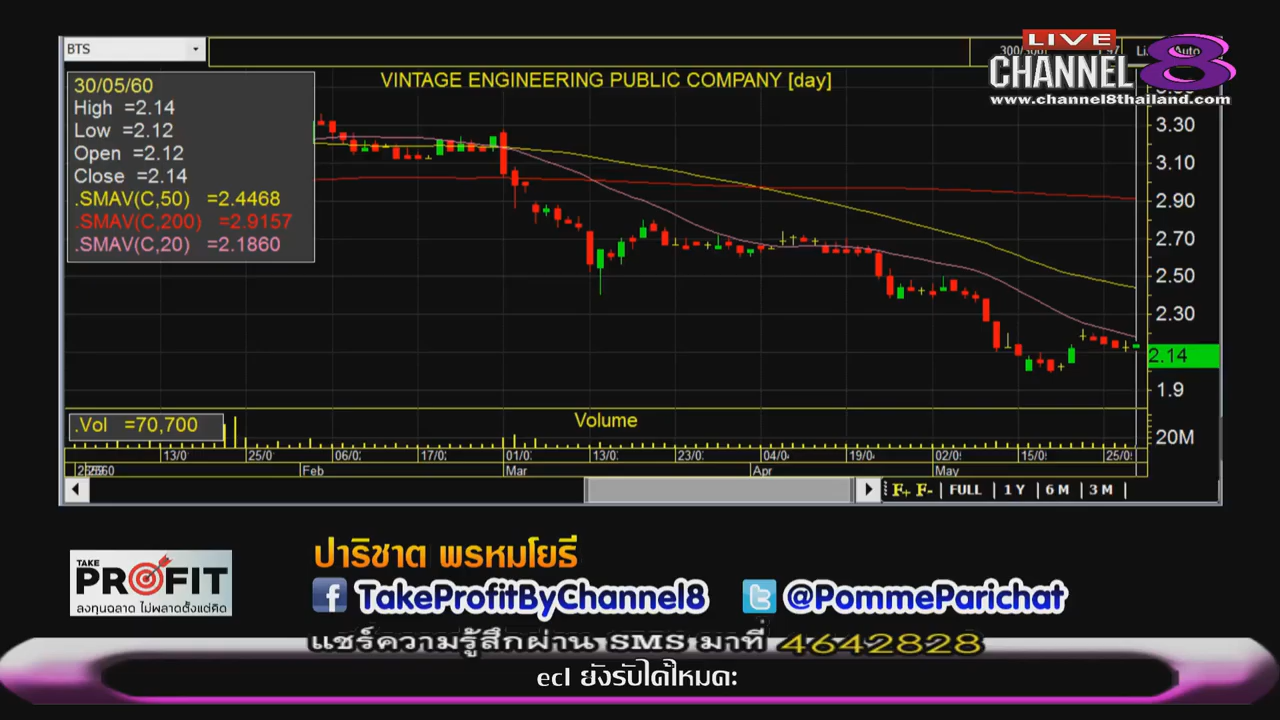 BTS
LIVE
CHANNEL 8
www.channel8thailand.com
VINTAGE ENGINEERING PUBLIC COMPANY [day]
30/05/60
High =2.14
Low =2.12
Open =2.12
Close =2.14
.SMAV(C,50) =2.4468
.SMAV(C,200) =2.9157
.SMAV(C,20) =2.1860
3.30
3.10
2.90
2.70
2.50
2.30
2.14
1.9
.Vol =70,700
Volume
20M
13/0 25/0 06/0 17/0 01/0 13/0 23/0 04/0 19/0 02/0 15/0 25/0
Feb Mar Apr May
F+ F- FULL 1 Y 6 M 3 M
TAKE PROFIT
ลงทุนฉลาด ไม่พลาดตั้งแต่คิด
ปาริชาต พรหมโยธี
TakeProfitByChannel8
@PommeParichat
แชร์ความรู้สึกผ่าน SMS มาที่ 4642828
ecl ยังรับได้ไหมคะ